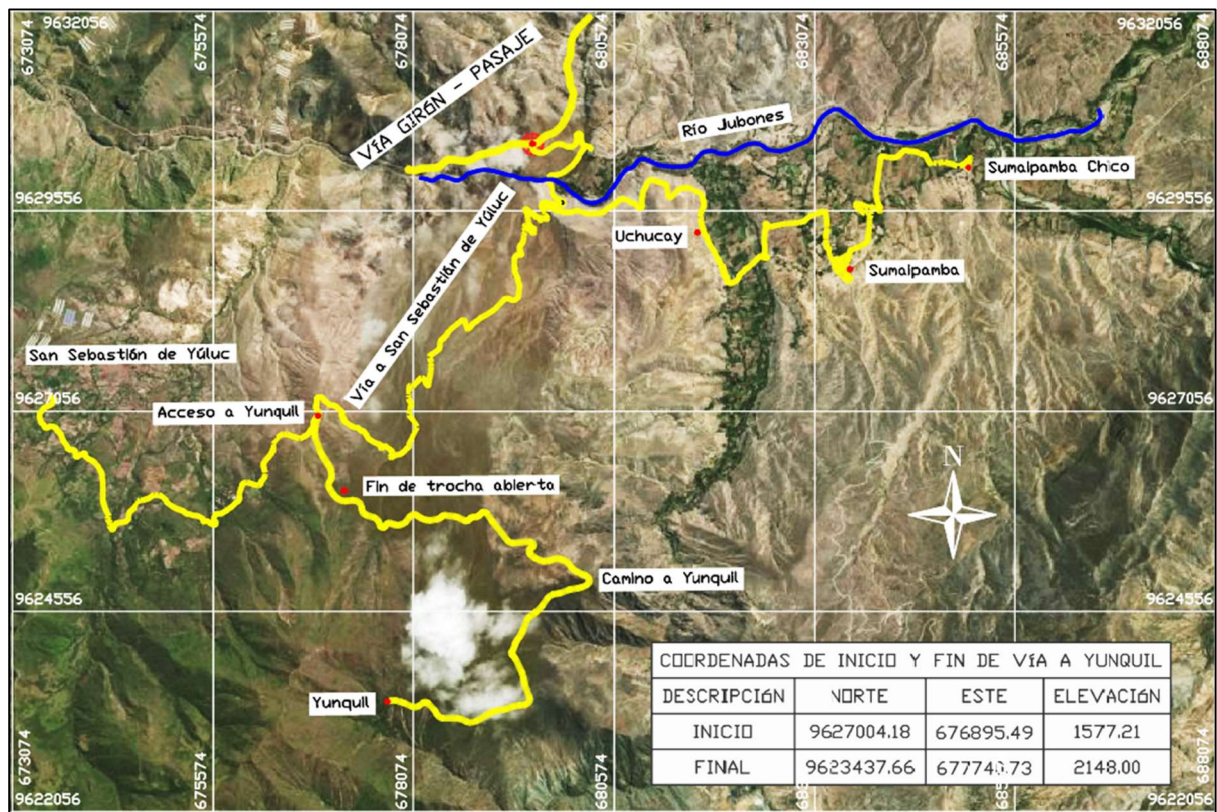 9632056
9632056
673074
675574
678074
680574
683074
685574
688074
VÍA GIRÓN - PASAJE
Río Jubones
Sumalpamba Chico
9629556
9629556
Uchucay
Sumalpamba
Vía a San Sebastián de Yúluc
San Sebastián de Yúluc
9627056
9627056
Acceso a Yunquil
Fin de trocha abierta
N
Camino a Yunquil
9624556
9624556
Yunquil
COORDENADAS DE INICIO Y FIN DE VÍA A YUNQUIL
DESCRIPCIÓN NORTE ESTE ELEVACIÓN
INICIO 9627004.18 676895.49 1577.21
FINAL 9623437.66 677740.73 2148.00
673074
675574
678074
680574
688074
9622056
9622056